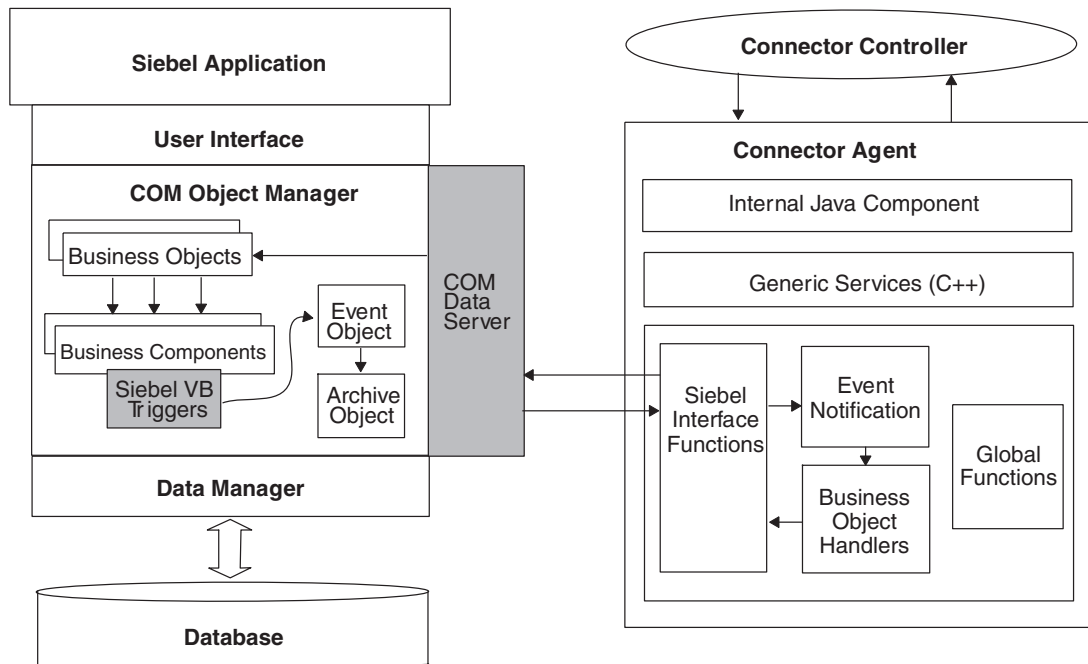 Siebel Application
User Interface
COM Object Manager
Business Objects
Business Components
Siebel VB
Triggers
Event
Object
Archive
Object
COM
Data
Server
Data Manager
Database
Connector Controller
Connector Agent
Internal Java Component
Generic Services (C++)
Siebel
Interface
Functions
Event
Notification
Business
Object
Handlers
Global
Functions